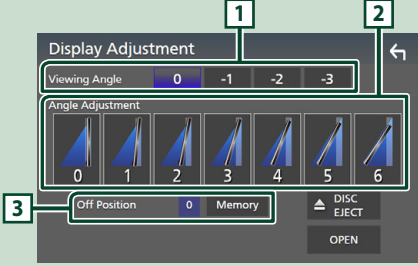 1 2
Display Adjustment
Viewing Angle 0 -1 -2 -3
Angle Adjustment
0 1 2 3 4 5 6
3 Off Position 0 Memory DISC EJECT
OPEN